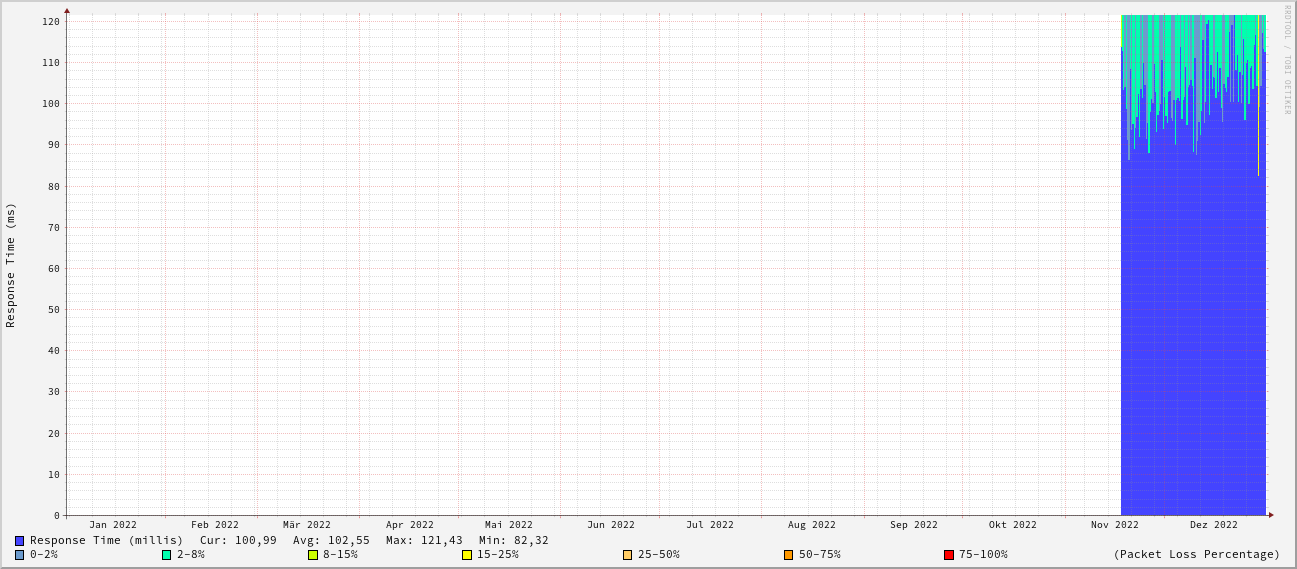 RRDTOOL / TOBI OETIKER
Response Time (ms)
120
110
100
90
80
70
60
50
40
30
20
10
0
Jan 2022 Feb 2022 Mär 2022 Apr 2022 Mai 2022 Jun 2022 Jul 2022 Aug 2022 Sep 2022 Okt 2022 Nov 2022 Dez 2022
Response Time (millis) Cur: 100,99 Avg: 102,55 Max: 121,43 Min: 82,32
0-2% 2-8% 8-15% 15-25% 25-50% 50-75% 75-100% (Packet Loss Percentage)